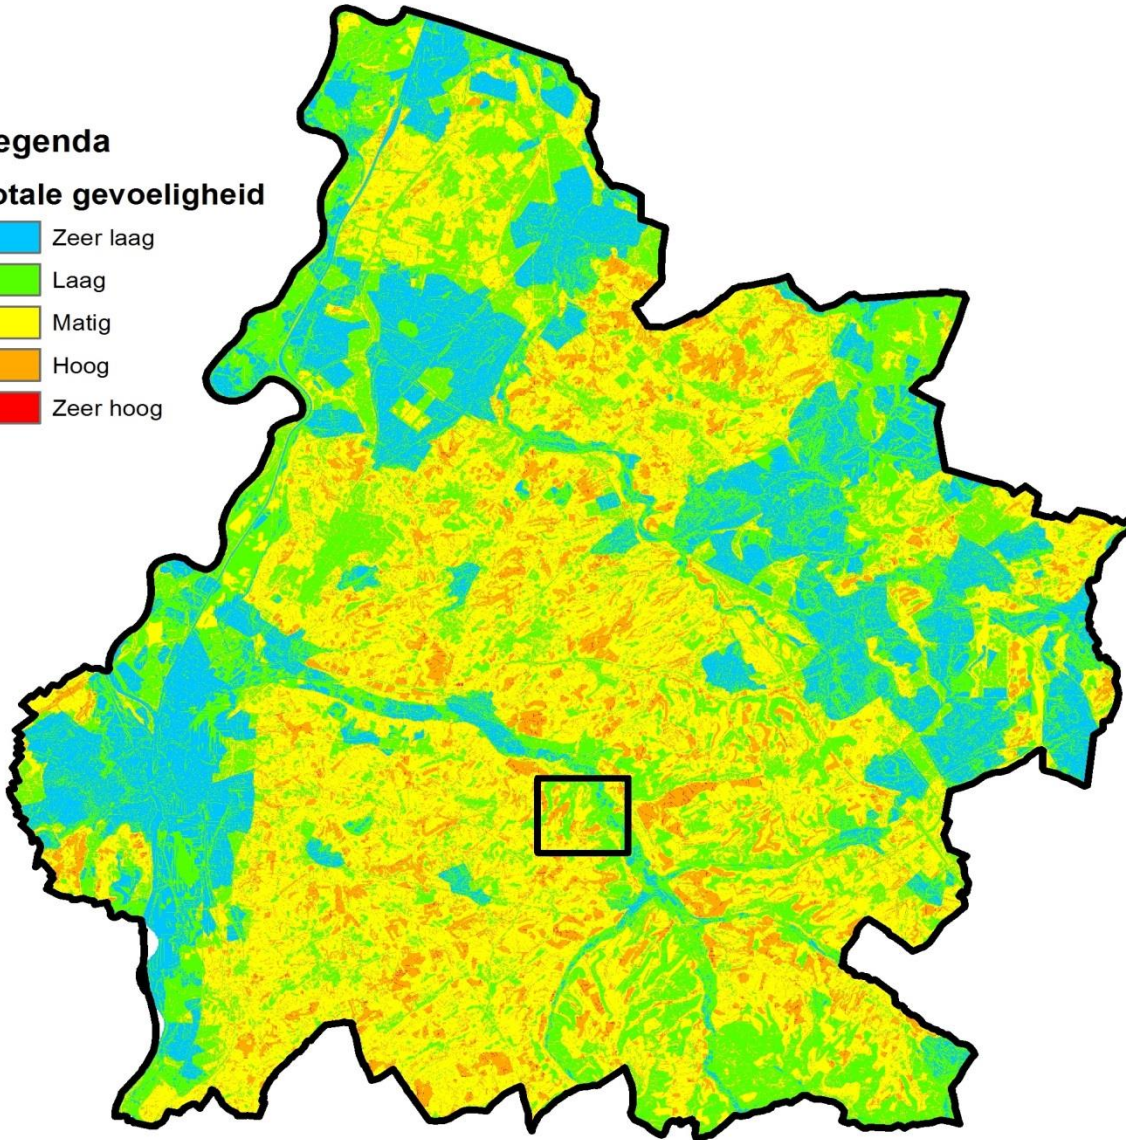 egenda
otale gevoeligheid
Zeer laag
Laag
Matig
Hoog
Zeer hoog